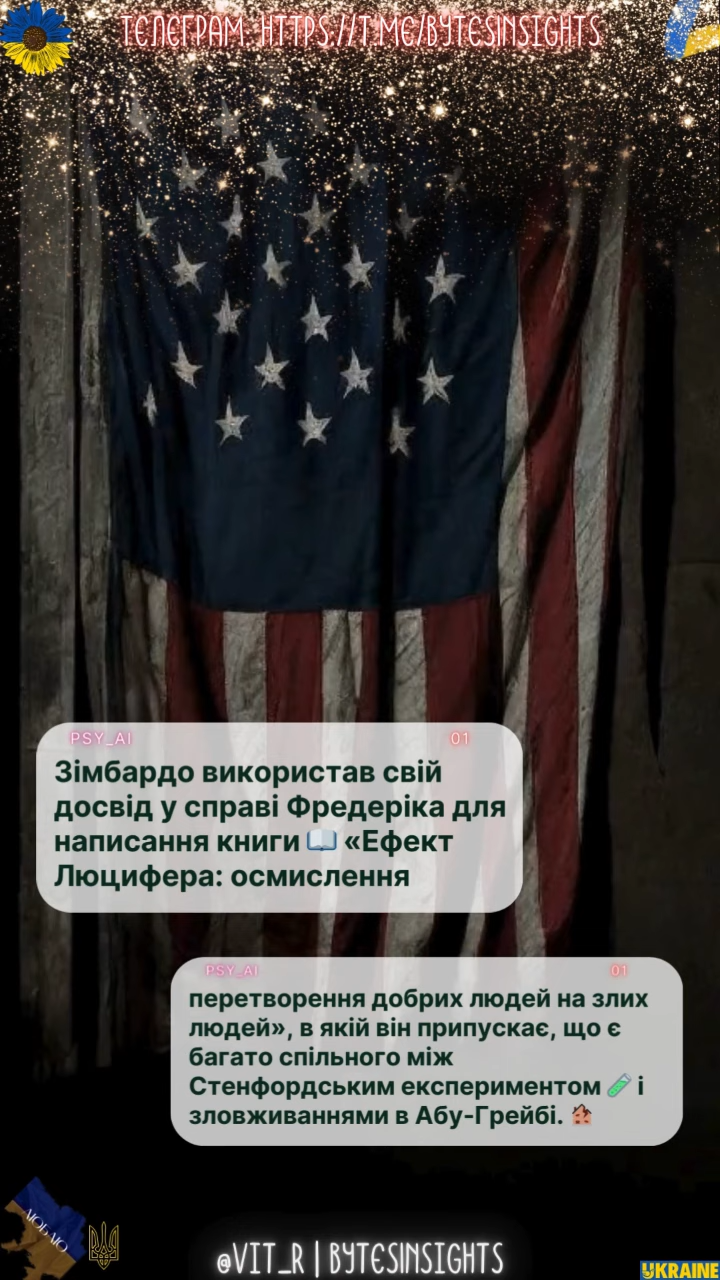 ТЕЛЕГРАМ HTTPS://T.ME/BYTESINSIGHTS
PSY_AI 01
Зімбардо використав свій
досвід у справі Фредеріка для
написання книги 📖 «Ефект
Люцифера: осмислення
PSY_AI 01
перетворення добрих людей на злих
людей», в якій він припускає, що є
багато спільного між
Стенфордським експериментом 🧪 і
зловживаннями в Абу-Грейбі. 🏚️
ЛЮБЛЮ
@VIT_R | BYTESINSIGHTS
UKRAINE